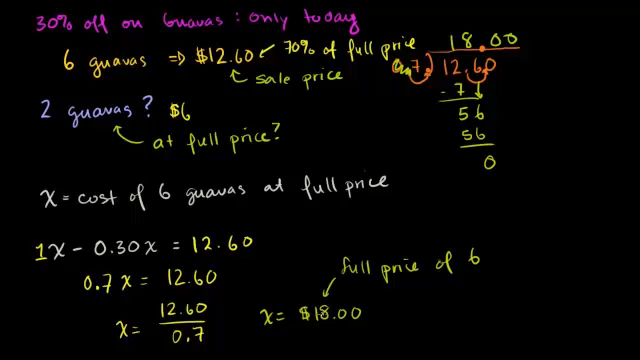 30% off on Guavas: only today
6 guavas ⇒ $12.60 70% of full price
sale price
2 guavas? $6
at full price?
x = cost of 6 guavas at full price
1x - 0.30x = 12.60
0.7x = 12.60
x = 12.60 / 0.7
x = $18.00
full price of 6
18.00
0.7. ) 12.6.0
- 7
56
56
0